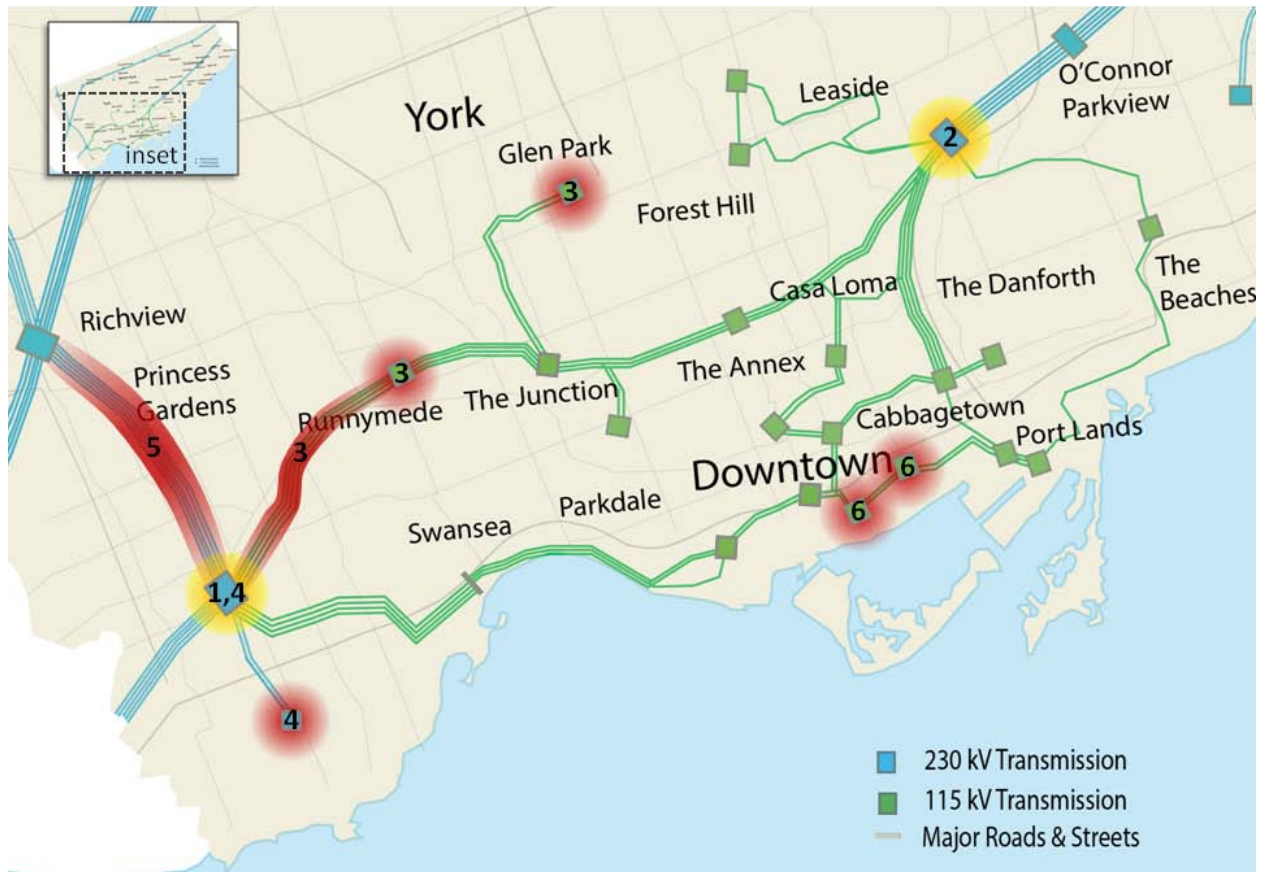 inset
York
Glen Park
3
Leaside
O'Connor
Parkview
2
Forest Hill
Casa Loma
The Danforth
The
Beaches
Richview
Princess
Gardens
5
3
Runnymede
3
The Junction
The Annex
Cabbagetown
Port Lands
Downtown
6
6
Parkdale
Swansea
1,4
4
230 kV Transmission
115 kV Transmission
Major Roads & Streets